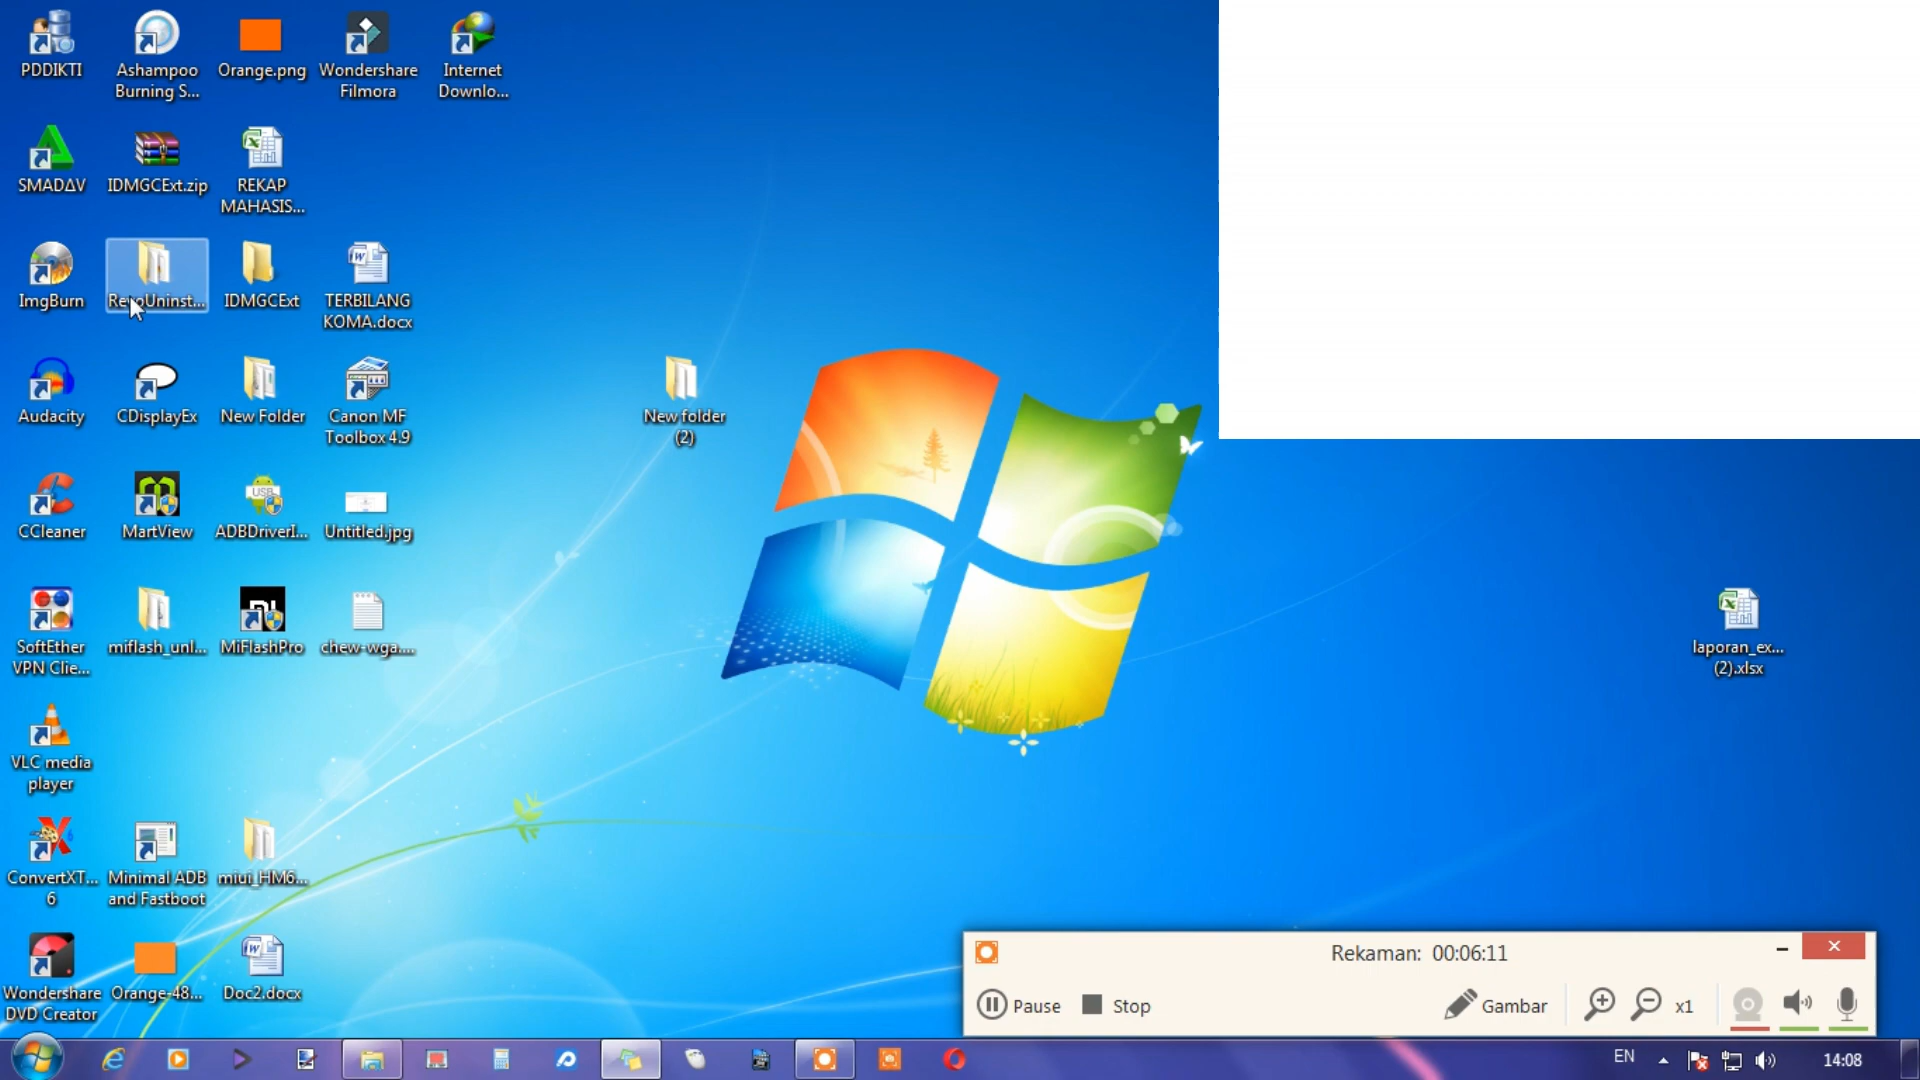 PDDIKTI
Ashampoo
Burning S...
Orange.png
Wondershare
Filmora
Internet
Downlo...
SMADΔV
IDMGCExt.zip
REKAP
MAHASIS...
ImgBurn
RevoUninst...
IDMGCExt
TERBILANG
KOMA.docx
Audacity
CDisplayEx
New Folder
Canon MF
Toolbox 4.9
New folder
(2)
CCleaner
MartView
ADBDriverI...
Untitled.jpg
SoftEther
VPN Clie...
miflash_unl...
MiFlashPro
chew-wga....
laporan_ex...
(2).xlsx
VLC media
player
ConvertXT...
6
Minimal ADB
and Fastboot
miui_HM6...
Wondershare
DVD Creator
Orange-48...
Doc2.docx
Rekaman: 00:06:11
Pause
Stop
Gambar
x1
EN
14:08